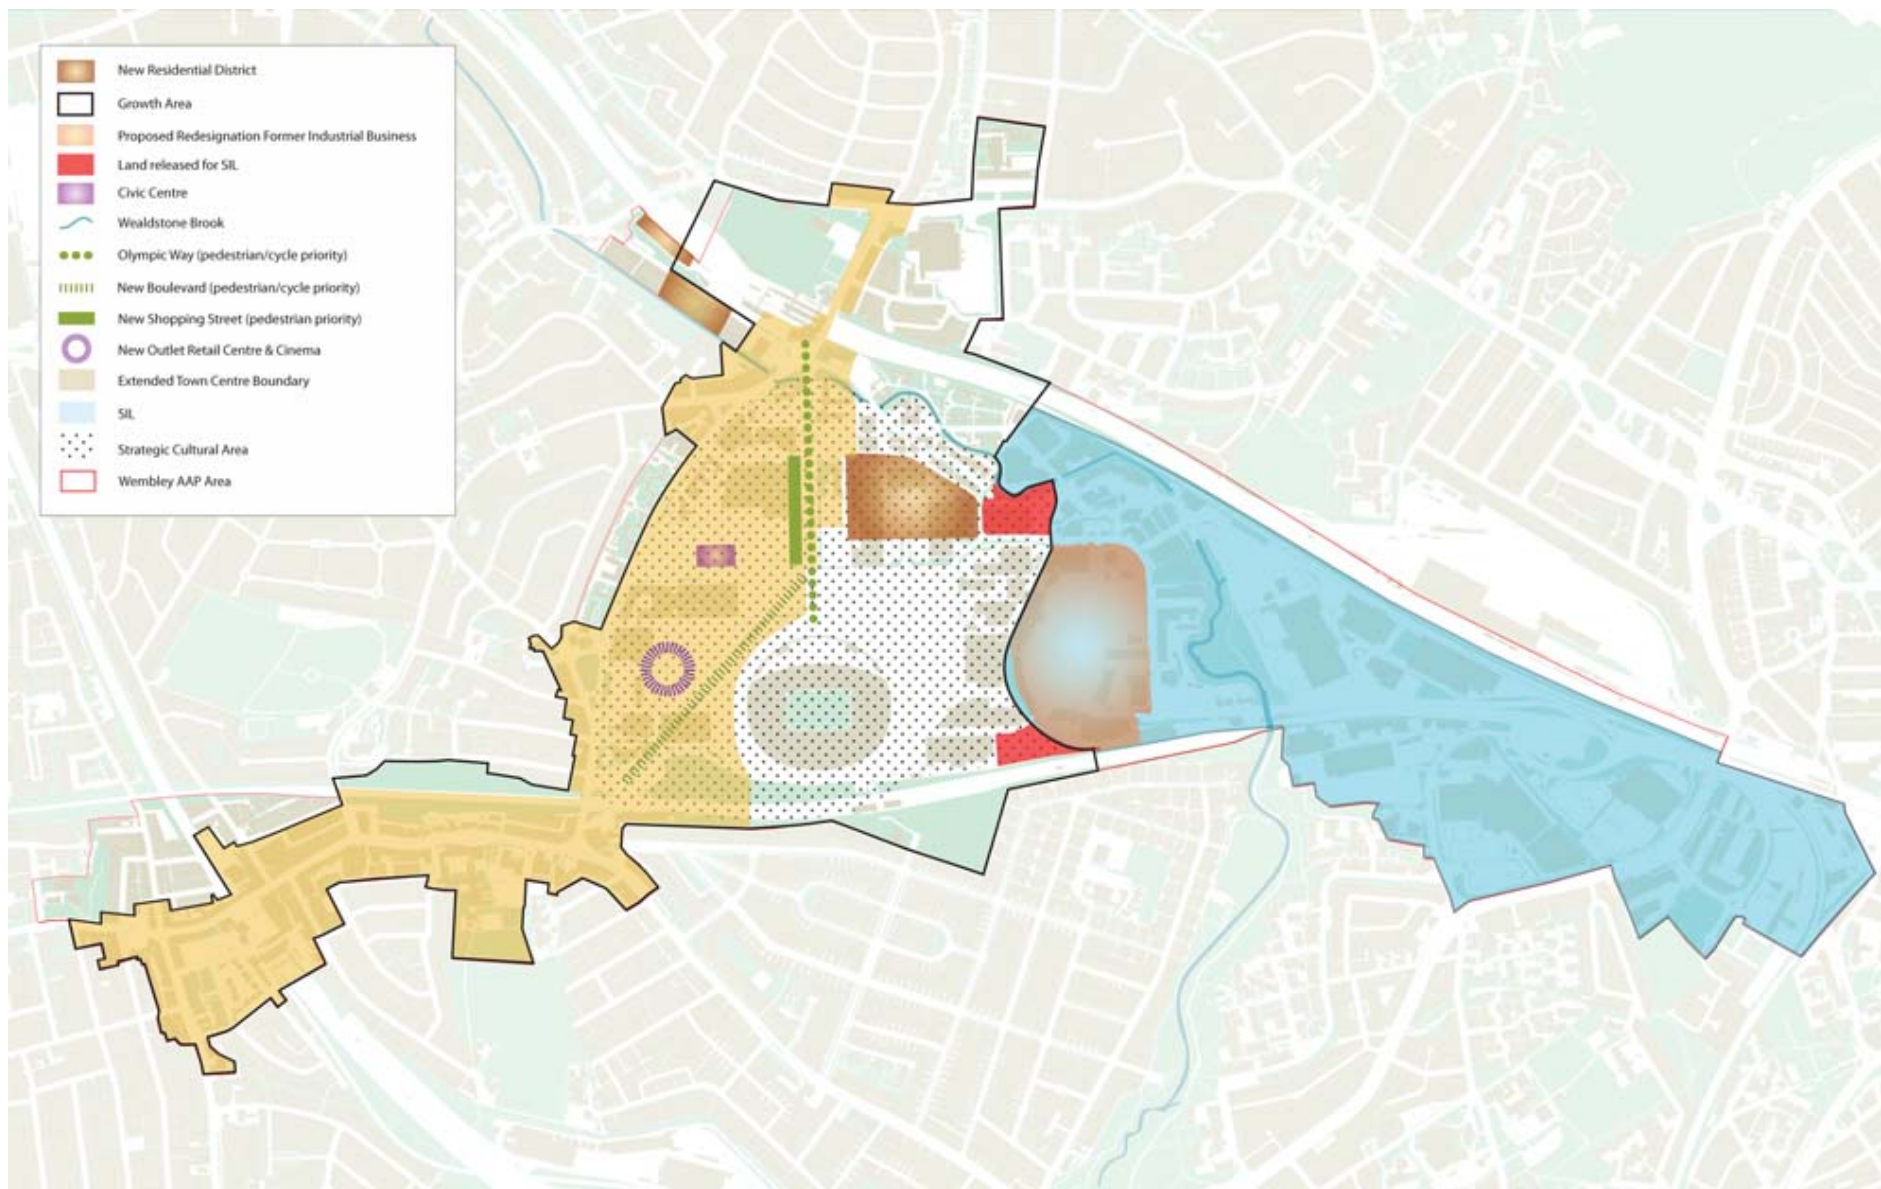 New Residential District
Growth Area
Proposed Redesignation Former Industrial Business
Land released for SIL
Civic Centre
Wealdstone Brook
Olympic Way (pedestrian/cycle priority)
New Boulevard (pedestrian/cycle priority)
New Shopping Street (pedestrian priority)
New Outlet Retail Centre & Cinema
Extended Town Centre Boundary
SIL
Strategic Cultural Area
Wembley AAP Area